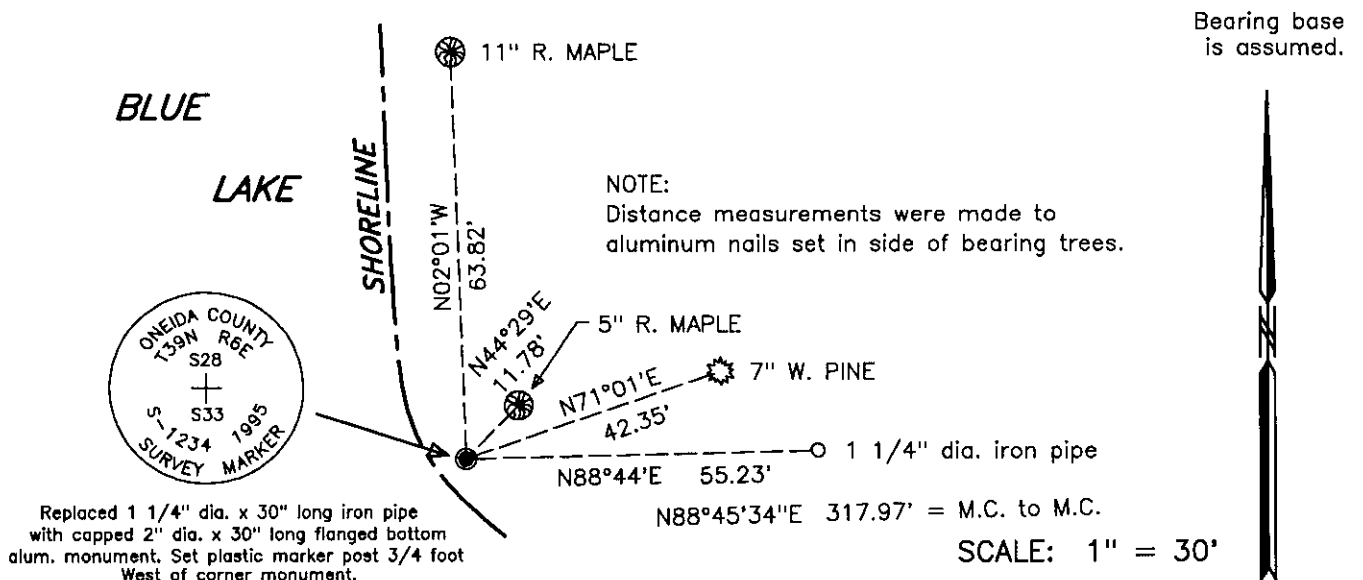 Bearing base
is assumed.
11" R. MAPLE
BLUE
LAKE
SHORELINE
NOTE:
Distance measurements were made to
aluminum nails set in side of bearing trees.
N02°01'W
63.82'
N44°29'E
11.78'
5" R. MAPLE
N71°01'E
42.35'
7" W. PINE
1 1/4" dia. iron pipe
N88°44'E 55.23'
N88°45'34"E 317.97' = M.C. to M.C.
SCALE: 1" = 30'
ONEIDA COUNTY
T39N R6E
S28
S33
S-1234 1995
SURVEY MARKER
Replaced 1 1/4" dia. x 30" long iron pipe
with capped 2" dia. x 30" long flanged bottom
alum. monument. Set plastic marker post 3/4 foot
West of corner monument.